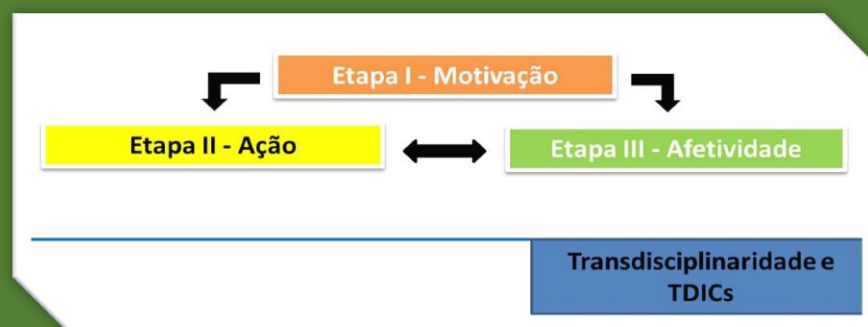 Etapa I - Motivação
Etapa II - Ação
Etapa III - Afetividade
Transdisciplinaridade e
TDICs